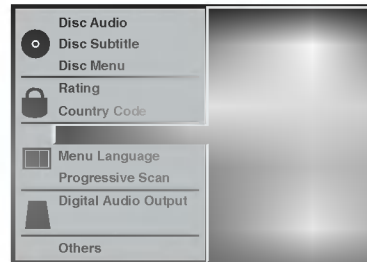 Disc Audio
Disc Subtitle
Disc Menu
Rating
Country Code
Menu Language
Progressive Scan
Digital Audio Output
Others